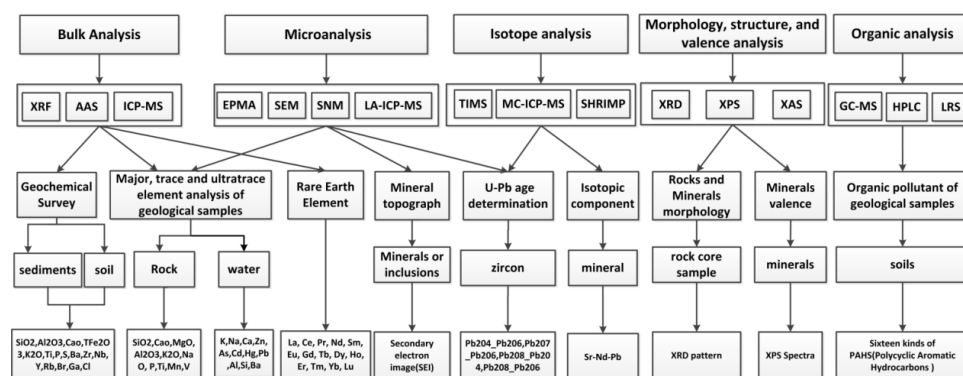 Bulk Analysis
Microanalysis
Isotope analysis
Morphology, structure, and
valence analysis
Organic analysis
XRF
AAS
ICP-MS
EPMA
SEM
SNM
LA-ICP-MS
TIMS
MC-ICP-MS
SHRIMP
XRD
XPS
XAS
GC-MS
HPLC
LRS
Geochemical
Survey
Major, trace and ultratrace
element analysis of
geological samples
Rare Earth
Element
Mineral
topograph
U-Pb age
determination
Isotopic
component
Rocks and
Minerals
morphology
Minerals
valence
Organic pollutant of
geological samples
sediments
soil
Rock
water
Minerals or
inclusions
zircon
mineral
rock core
sample
minerals
soils
SiO2,Al2O3,Cao,TFe2O
3,K2O,Ti,P,S,Ba,Zr,Nb,
Y,Rb,Br,Ga,Cl
SiO2,Cao,MgO,
Al2O3,K2O,Na
O, P,Ti,Mn,V
K,Na,Ca,Zn,
As,Cd,Hg,Pb
,Al,Si,Ba
La, Ce, Pr, Nd, Sm,
Eu, Gd, Tb, Dy, Ho,
Er, Tm, Yb, Lu
Secondary
electron
image(SEI)
Pb204_Pb206,Pb207
_Pb206,Pb208_Pb20
4,Pb208_Pb206
Sr-Nd-Pb
XRD pattern
XPS Spectra
Sixteen kinds of
PAHS(Polycyclic Aromatic
Hydrocarbons )